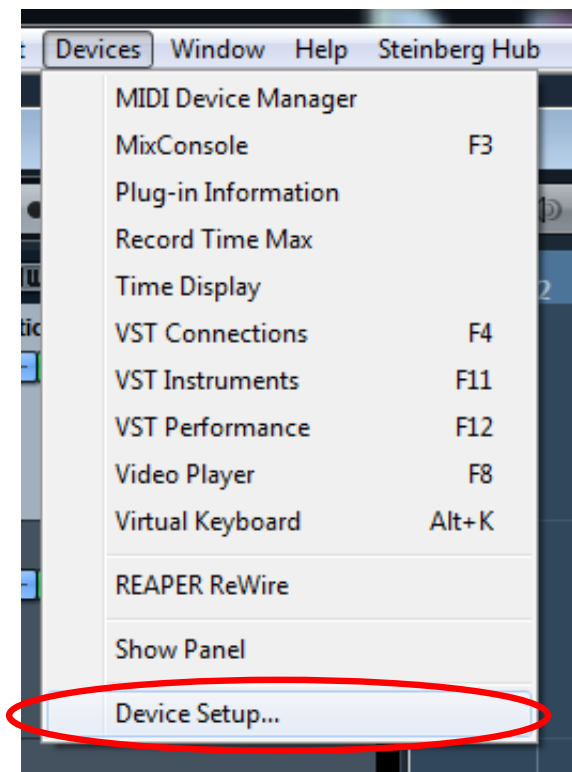 Devices Window Help Steinberg Hub
MIDI Device Manager
MixConsole F3
Plug-in Information
Record Time Max
Time Display
VST Connections F4
VST Instruments F11
VST Performance F12
Video Player F8
Virtual Keyboard Alt+K
REAPER ReWire
Show Panel
Device Setup...
2